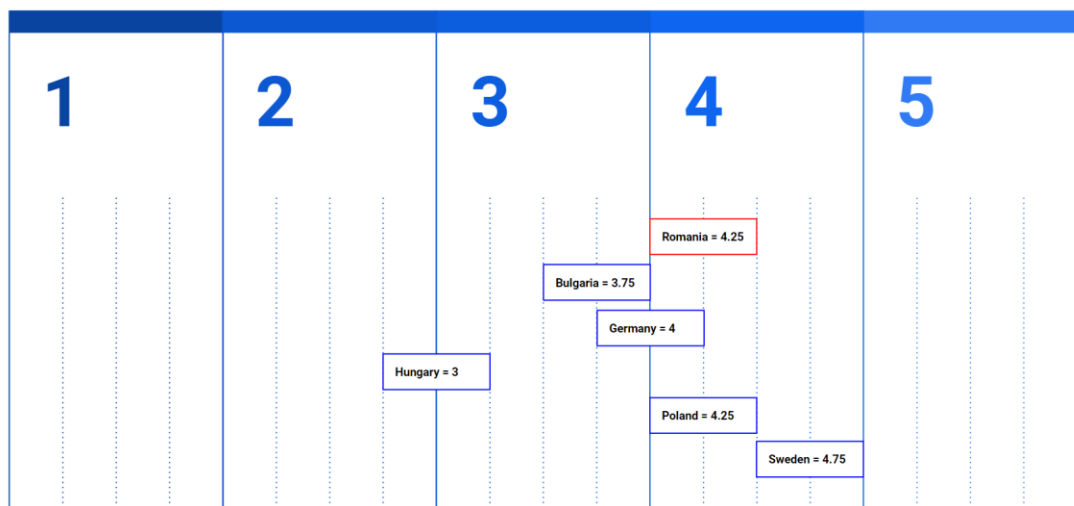 1
2
3
4
5
Romania = 4.25
Bulgaria = 3.75
Germany = 4
Hungary = 3
Poland = 4.25
Sweden = 4.75